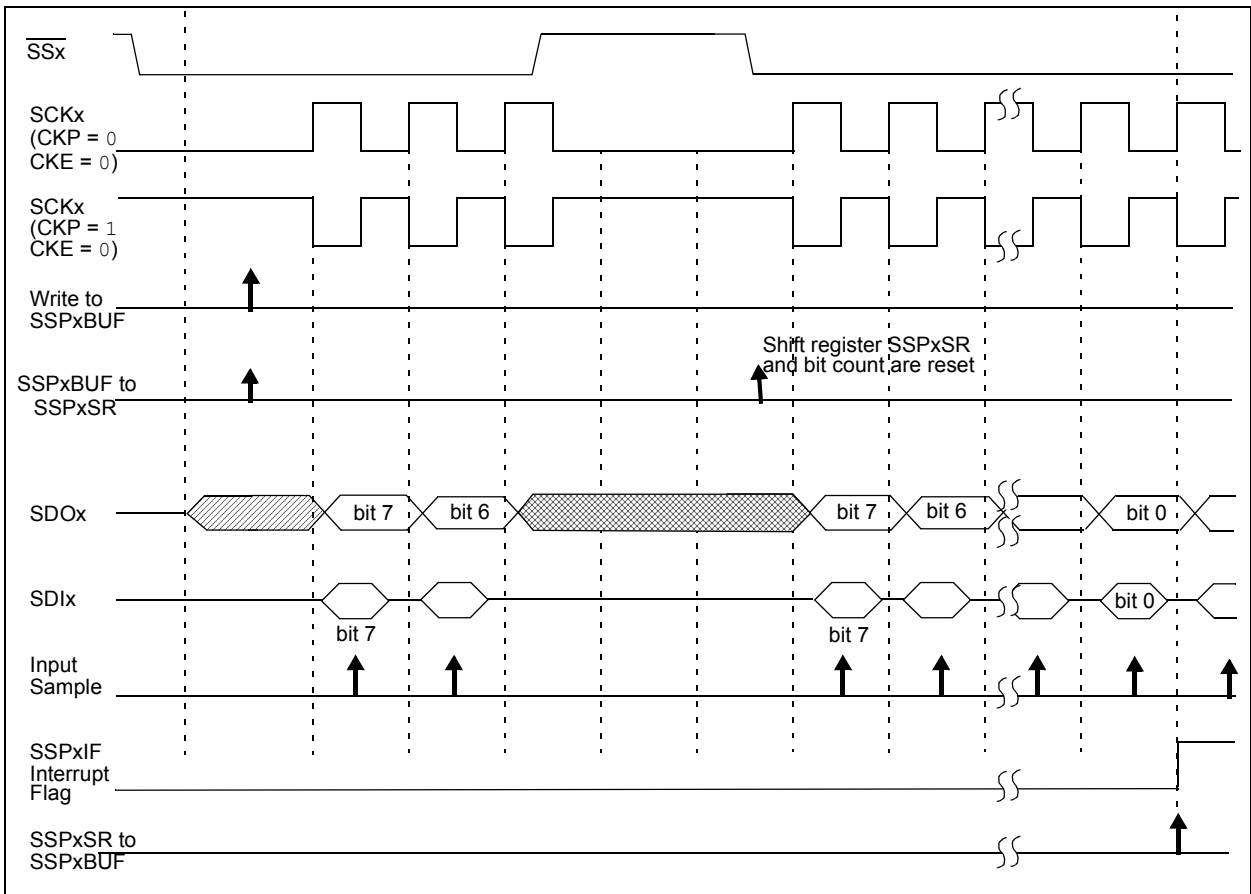 SSx
SCKx
(CKP = 0
CKE = 0)
SCKx
(CKP = 1
CKE = 0)
Write to
SSPxBUF
Shift register SSPxSR
and bit count are reset
SSPxBUF to
SSPxSR
SDOx
bit 7
bit 6
bit 7
bit 6
bit 0
SDIx
bit 0
bit 7
bit 7
Input
Sample
SSPxIF
Interrupt
Flag
SSPxSR to
SSPxBUF